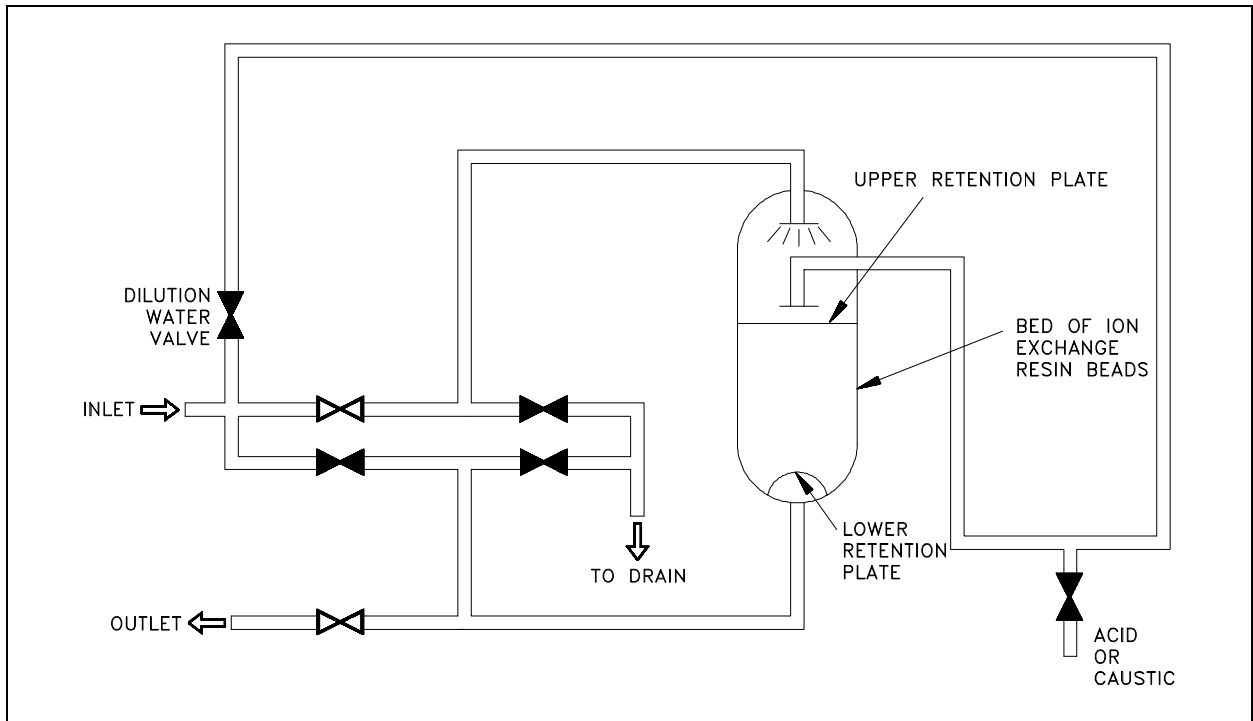 UPPER RETENTION PLATE
DILUTION
WATER
VALVE
BED OF ION
EXCHANGE
RESIN BEADS
INLET
LOWER
RETENTION
PLATE
TO DRAIN
OUTLET
ACID
OR
CAUSTIC